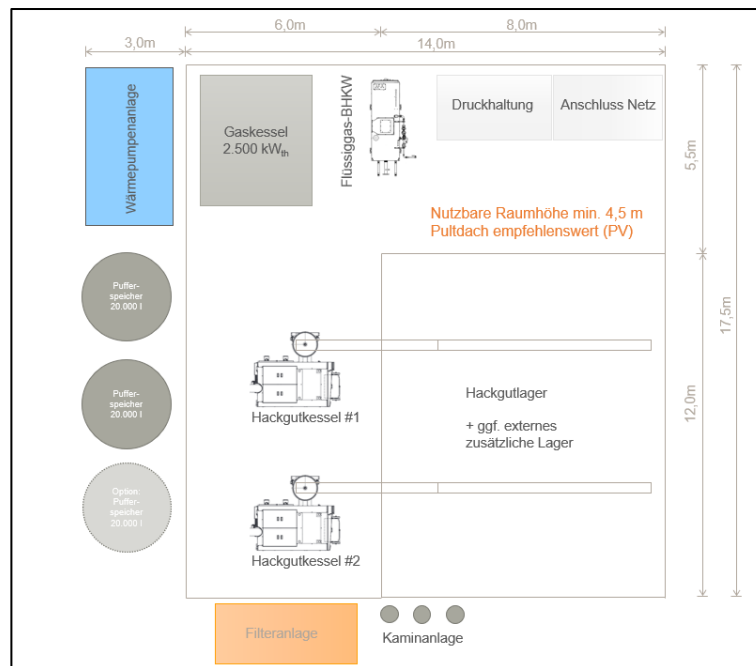 6,0m
8,0m
3,0m
14,0m
Wärmepumpenanlage
Gaskessel
2.500 kWth
Flüssiggas-BHKW
Druckhaltung
Anschluss Netz
5,5m
Nutzbare Raumhöhe min. 4,5 m
Pultdach empfehlenswert (PV)
Puffer-
speicher
20.000 l
17,5m
Puffer-
speicher
20.000 l
Hackgutkessel #1
Hackgutlager
+ ggf. externes
zusätzliche Lager
12,0m
Option:
Puffer-
speicher
20.000 l
Hackgutkessel #2
Filteranlage
Kaminanlage